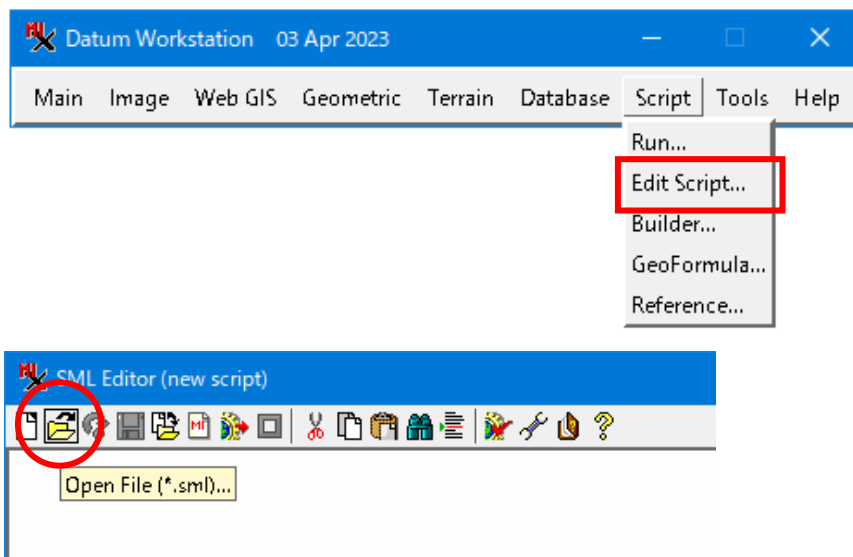 Datum Workstation 03 Apr 2023
Main Image Web GIS Geometric Terrain Database Script Tools Help
Run...
Edit Script...
Builder...
GeoFormula...
Reference...
SML Editor (new script)
Open File (*.sml)...